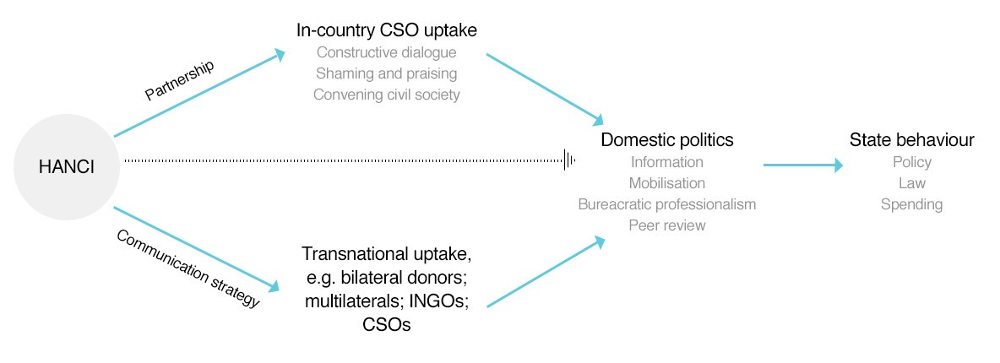 In-country CSO uptake
Constructive dialogue
Shaming and praising
Convening civil society
Partnership
HANCI
Communication strategy
Transnational uptake,
e.g. bilateral donors;
multilaterals; INGOs;
CSOs
Domestic politics
Information
Mobilisation
Bureacratic professionalism
Peer review
State behaviour
Policy
Law
Spending